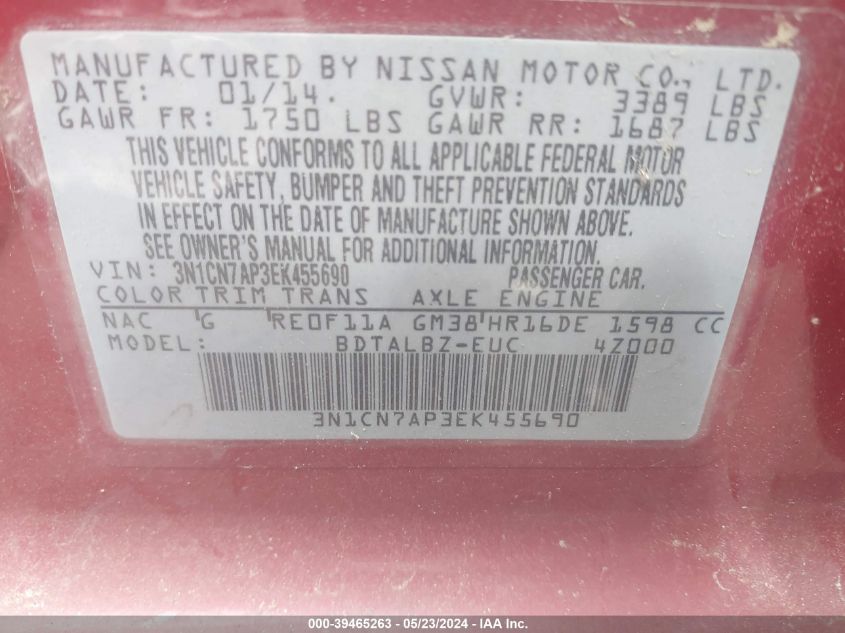 MANUFACTURED BY NISSAN MOTOR CO., LTD.
DATE: 01/14. GVWR: 3389 LBS
GAWR FR: 1750 LBS GAWR RR: 1687 LBS
THIS VEHICLE CONFORMS TO ALL APPLICABLE FEDERAL MOTOR
VEHICLE SAFETY, BUMPER AND THEFT PREVENTION STANDARDS
IN EFFECT ON THE DATE OF MANUFACTURE SHOWN ABOVE.
SEE OWNER'S MANUAL FOR ADDITIONAL INFORMATION.
VIN: 3N1CN7AP3EK455690 PASSENGER CAR.
COLOR TRIM TRANS AXLE ENGINE
NAC G RE0F11A GM38 HR16DE 1598 CC
MODEL: BDTALBZ-EUC 4Z000
3N1CN7AP3EK455690
000-39465263 - 05/23/2024 - IAA Inc.